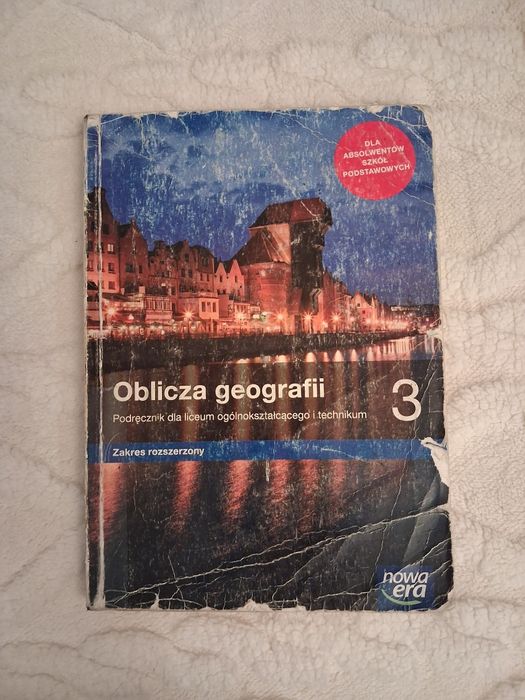 DLA
ABSOLWENTÓW
SZKÓŁ
PODSTAWOWYCH
Oblicza geografii 3
Podręcznik dla liceum ogólnokształcącego i technikum
Zakres rozszerzony
nowa
era